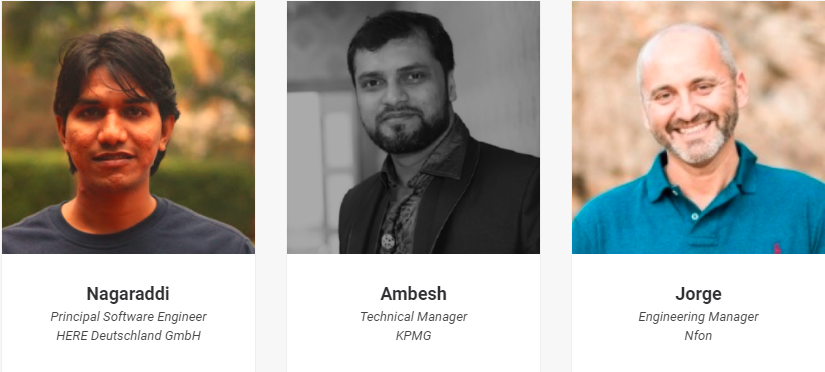 Nagaraddi
Principal Software Engineer
HERE Deutschland GmbH
Ambesh
Technical Manager
KPMG
Jorge
Engineering Manager
Nfon